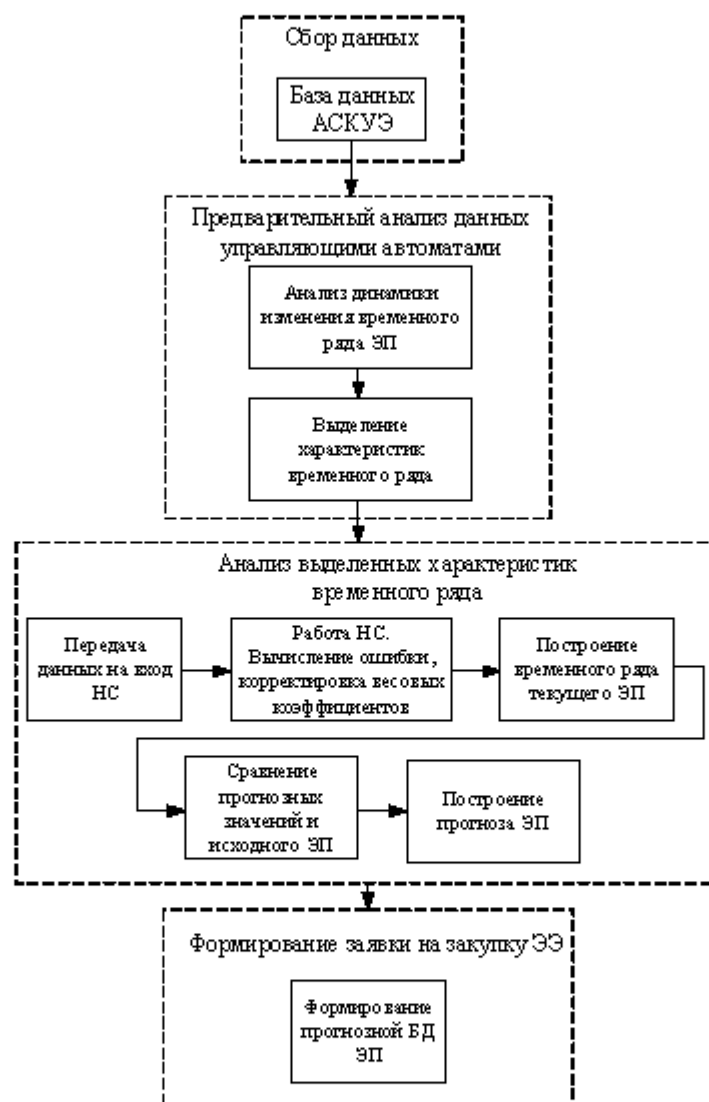 Сбор данных
База данных
АСКУЭ
Предварительный анализ данных
управляющими автоматами
Анализ динамики
изменения временного
ряда ЭП
Выделение
характеристик
временного ряда
Анализ выделенных характеристик
временного ряда
Передача
данных на вход
НС
Работа НС.
Вычисление ошибки,
корректировка весовых
коэффициентов
Построение
временного ряда
текущего ЭП
Сравнение
прогнозных
значений и
исходного ЭП
Построение
прогноза ЭП
Формирование заявки на закупку ЭЭ
Формирование
прогнозной БД
ЭП